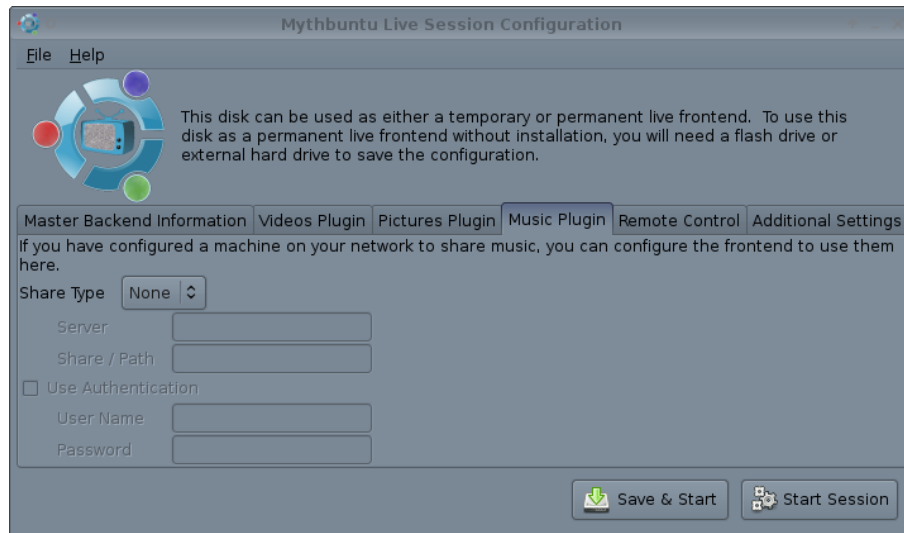 Mythbuntu Live Session Configuration
File Help
This disk can be used as either a temporary or permanent live frontend. To use this
disk as a permanent live frontend without installation, you will need a flash drive or
external hard drive to save the configuration.
Master Backend Information Videos Plugin Pictures Plugin Music Plugin Remote Control Additional Settings
If you have configured a machine on your network to share music, you can configure the frontend to use them
here.
Share Type None
Server
Share / Path
Use Authentication
User Name
Password
Save & Start Start Session